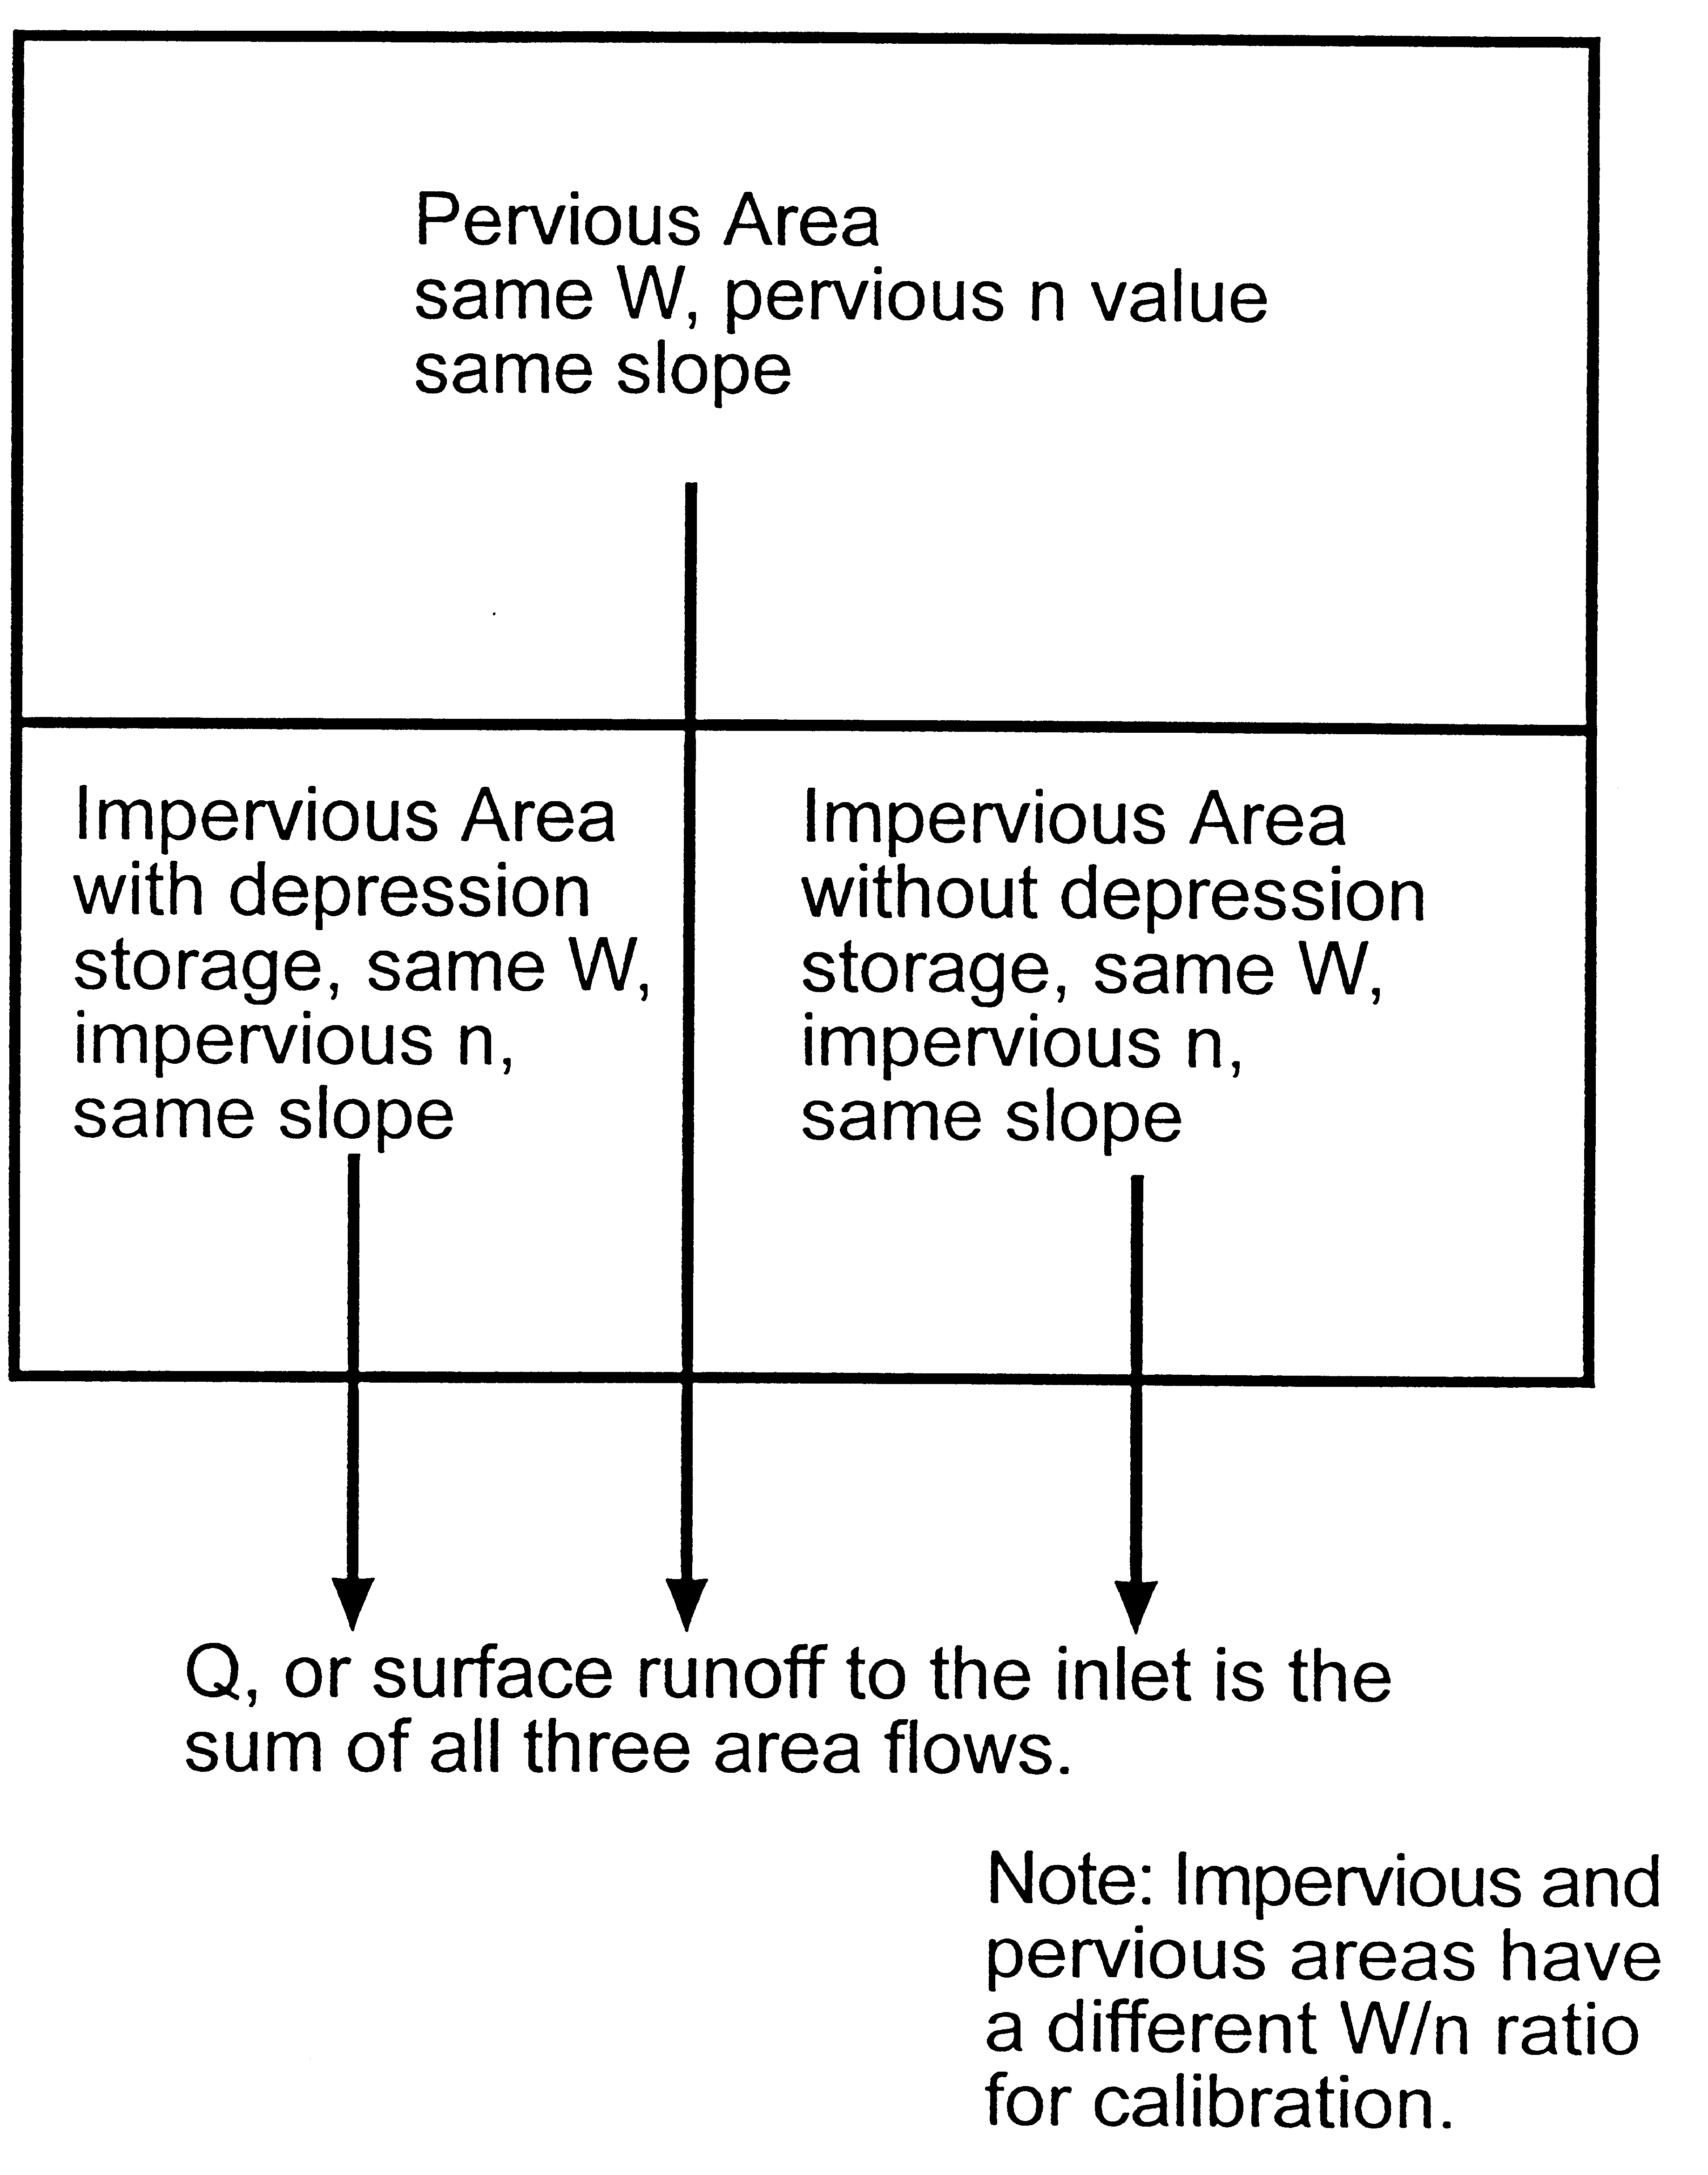 Pervious Area
same W, pervious n value
same slope
Impervious Area
with depression
storage, same W,
impervious n,
same slope
Impervious Area
without depression
storage, same W,
impervious n,
same slope
Q, or surface runoff to the inlet is the
sum of all three area flows.
Note: Impervious and
pervious areas have
a different W/n ratio
for calibration.